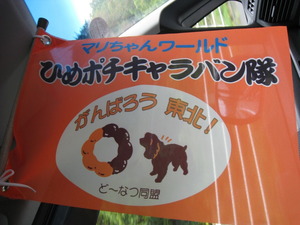 マリちゃんワールド
ひめポチキャラバン隊
がんばろう 東北!
ど〜なつ同盟